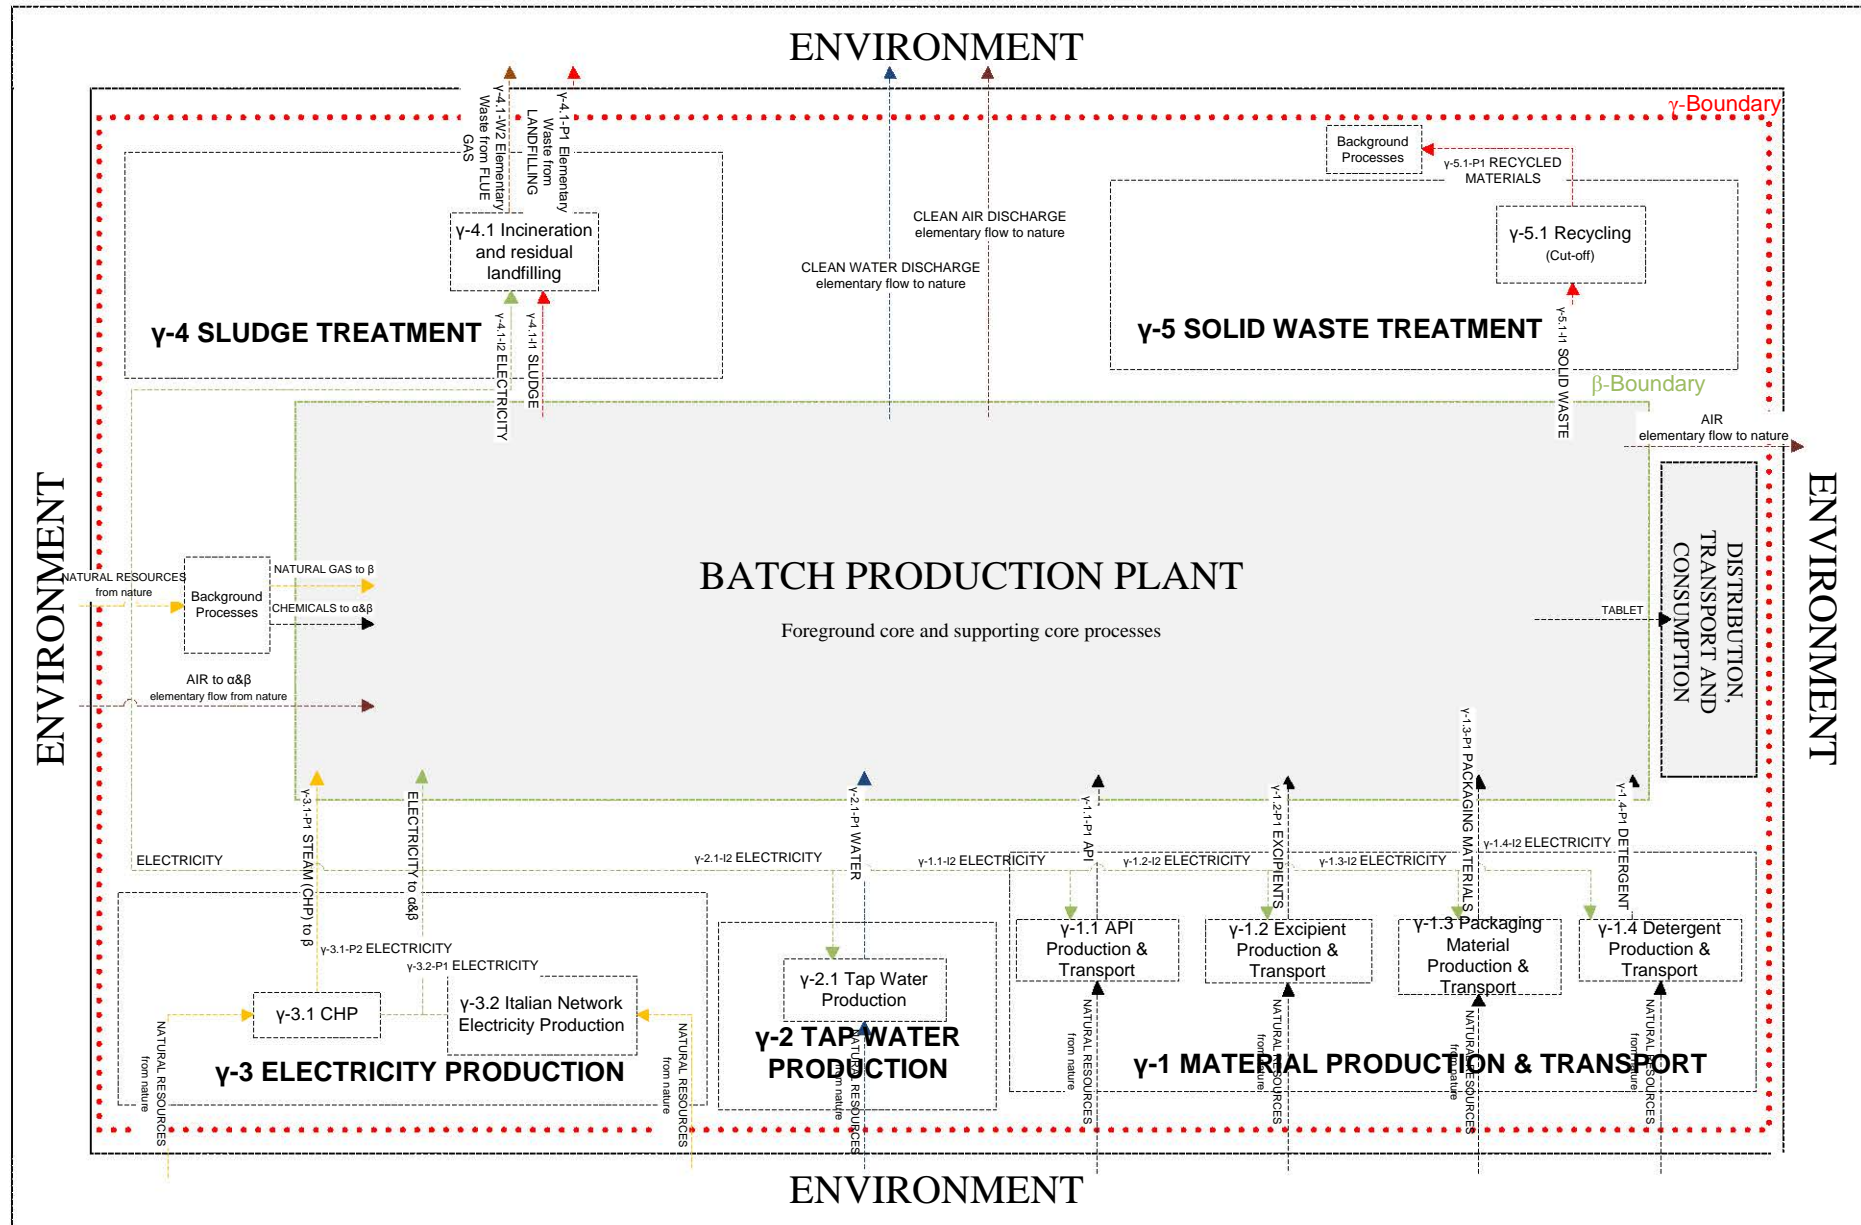 ENVIRONMENT
γ-Boundary
γ-4.1-W2 Elementary
Waste from FLUE
GAS
γ-4.1-P1 Elementary
Waste from
LANDFILLING
Background
Processes
γ-5.1-P1 RECYCLED
MATERIALS
γ-4.1 Incineration
and residual
landfilling
CLEAN AIR DISCHARGE
elementary flow to nature
CLEAN WATER DISCHARGE
elementary flow to nature
γ-5.1 Recycling
(Cut-off)
γ-4 SLUDGE TREATMENT
γ-4.1-I2 ELECTRICITY
γ-4.1-I1 SLUDGE
γ-5 SOLID WASTE TREATMENT
γ-5.1-I1 SOLID WASTE
β-Boundary
AIR
elementary flow to nature
ENVIRONMENT
NATURAL RESOURCES
from nature
Background
Processes
NATURAL GAS to β
CHEMICALS to α&β
AIR to α&β
elementary flow from nature
BATCH PRODUCTION PLANT
Foreground core and supporting core processes
TABLET
DISTRIBUTION,
TRANSPORT AND
CONSUMPTION
ENVIRONMENT
γ-3.1-P1 STEAM (CHP) to β
ELECTRICITY to α&β
γ-2.1-P1 WATER
γ-1.1-P1 API
γ-1.2-P1 EXCIPIENTS
γ-1.3-P1 PACKAGING MATERIALS
γ-1.4-P1 DETERGENT
ELECTRICITY
γ-2.1-I2 ELECTRICITY
γ-1.1-I2 ELECTRICITY
γ-1.2-I2 ELECTRICITY
γ-1.3-I2 ELECTRICITY
γ-1.4-I2 ELECTRICITY
γ-3.1-P2 ELECTRICITY
γ-3.2-P1 ELECTRICITY
γ-3.1 CHP
γ-3.2 Italian Network
Electricity Production
γ-2.1 Tap Water
Production
γ-1.1 API
Production &
Transport
γ-1.2 Excipient
Production &
Transport
γ-1.3 Packaging
Material
Production &
Transport
γ-1.4 Detergent
Production &
Transport
γ-3 ELECTRICITY PRODUCTION
γ-2 TAP WATER
PRODUCTION
γ-1 MATERIAL PRODUCTION & TRANSPORT
NATURAL RESOURCES
from nature
NATURAL RESOURCES
from nature
NATURAL RESOURCES
from nature
NATURAL RESOURCES
from nature
NATURAL RESOURCES
from nature
NATURAL RESOURCES
from nature
NATURAL RESOURCES
from nature
ENVIRONMENT